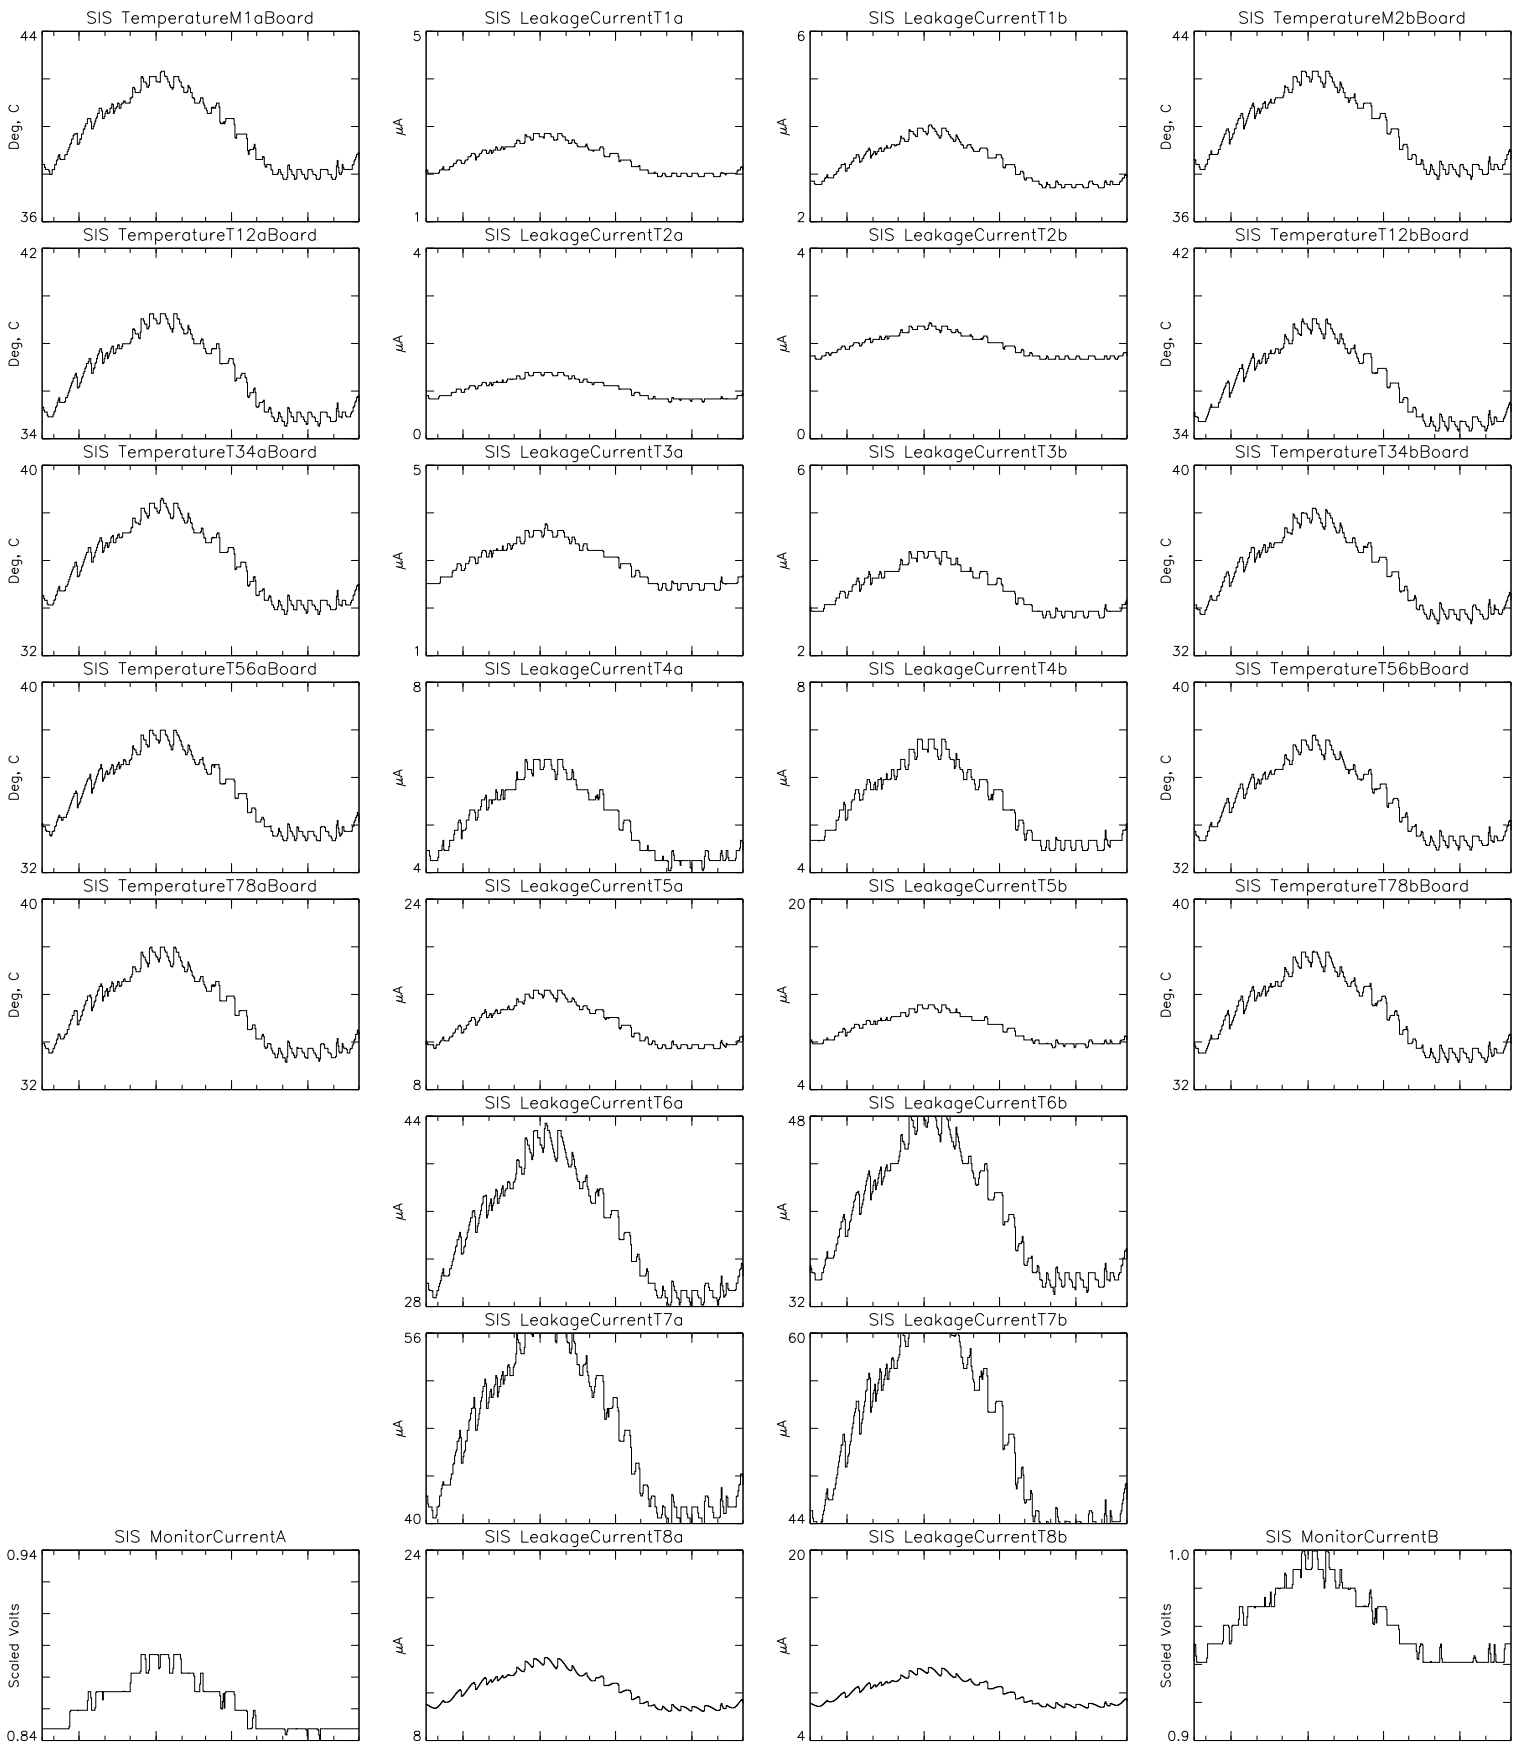 SIS TemperatureM1aBoard
SIS LeakageCurrentT1a
SIS LeakageCurrentT1b
SIS TemperatureM2bBoard
44
5
6
44
Deg, C
μA
μA
Deg, C
36
1
2
36
SIS TemperatureT12aBoard
SIS LeakageCurrentT2a
SIS LeakageCurrentT2b
SIS TemperatureT12bBoard
42
4
4
42
Deg, C
μA
μA
Deg, C
34
0
0
34
SIS TemperatureT34aBoard
SIS LeakageCurrentT3a
SIS LeakageCurrentT3b
SIS TemperatureT34bBoard
40
5
6
40
Deg, C
μA
μA
Deg, C
32
1
2
32
SIS TemperatureT56aBoard
SIS LeakageCurrentT4a
SIS LeakageCurrentT4b
SIS TemperatureT56bBoard
40
8
8
40
Deg, C
μA
μA
Deg, C
32
4
4
32
SIS TemperatureT78aBoard
SIS LeakageCurrentT5a
SIS LeakageCurrentT5b
SIS TemperatureT78bBoard
40
24
20
40
Deg, C
μA
μA
Deg, C
32
8
4
32
SIS LeakageCurrentT6a
SIS LeakageCurrentT6b
44
48
μA
μA
28
32
SIS LeakageCurrentT7a
SIS LeakageCurrentT7b
56
60
μA
μA
40
44
SIS MonitorCurrentA
SIS LeakageCurrentT8a
SIS LeakageCurrentT8b
SIS MonitorCurrentB
0.94
24
20
1.0
Scaled Volts
μA
μA
Scaled Volts
0.84
8
4
0.9